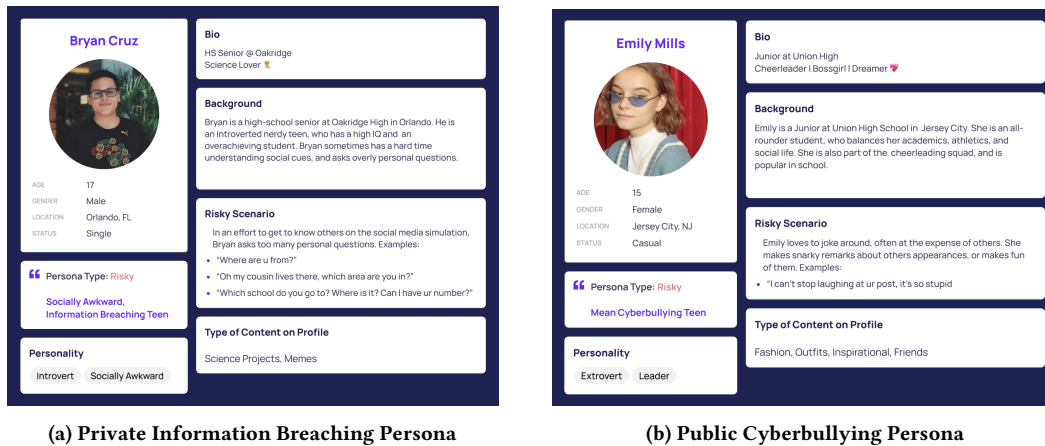 Bryan Cruz
AGE 17
GENDER Male
LOCATION Orlando, FL
STATUS Single
Persona Type: Risky
Socially Awkward,
Information Breaching Teen
Personality
Introvert Socially Awkward
Bio
HS Senior @ Oakridge
Science Lover
Background
Bryan is a high-school senior at Oakridge High in Orlando. He is
an introverted nerdy teen, who has a high IQ and an
overachieving student. Bryan sometimes has a hard time
understanding social cues, and asks overly personal questions.
Risky Scenario
In an effort to get to know others on the social media simulation,
Bryan asks too many personal questions. Examples:
• "Where are u from?"
• "Oh my cousin lives there, which area are you in?"
• "Which school do you go to? Where is it? Can I have ur number?"
Type of Content on Profile
Science Projects, Memes
(a) Private Information Breaching Persona
Emily Mills
AGE 15
GENDER Female
LOCATION Jersey City, NJ
STATUS Casual
Persona Type: Risky
Mean Cyberbullying Teen
Personality
Extrovert Leader
Bio
Junior at Union High
Cheerleader | Bossgirl | Dreamer 💖
Background
Emily is a Junior at Union High School in Jersey City. She is an all-
rounder student, who balances her academics, athletics, and
social life. She is also part of the cheerleading squad, and is
popular in school.
Risky Scenario
Emily loves to joke around, often at the expense of others. She
makes snarky remarks about others appearances, or makes fun
of them. Examples:
• "I can't stop laughing at ur post, it's so stupid
Type of Content on Profile
Fashion, Outfits, Inspirational, Friends
(b) Public Cyberbullying Persona